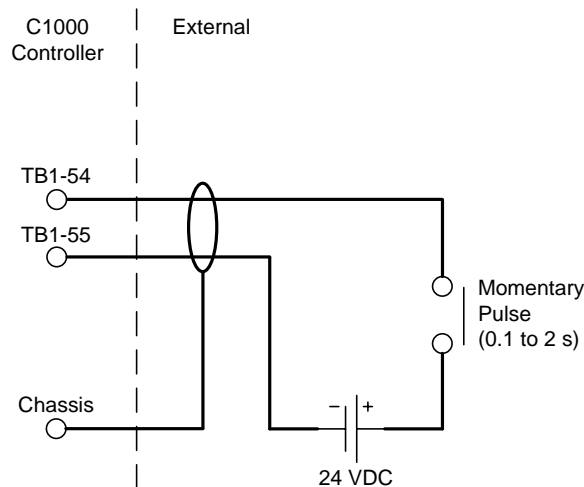 C1000
Controller
External
TB1-54
TB1-55
Momentary
Pulse
(0.1 to 2 s)
Chassis
− +
24 VDC